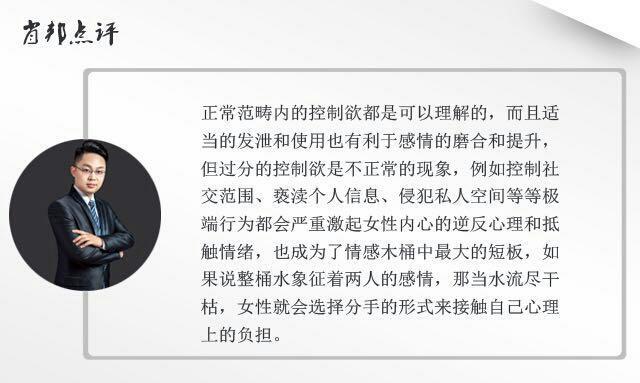 肖邦点评
正常范畴内的控制欲都是可以理解的，而且适
当的发泄和使用也有利于感情的磨合和提升，
但过分的控制欲是不正常的现象，例如控制社
交范围、亵渎个人信息、侵犯私人空间等等极
端行为都会严重激起女性内心的逆反心理和抵
触情绪，也成为了情感木桶中最大的短板，如
果说整桶水象征着两人的感情，那当水流尽干
枯，女性就会选择分手的形式来接触自己心理
上的负担。